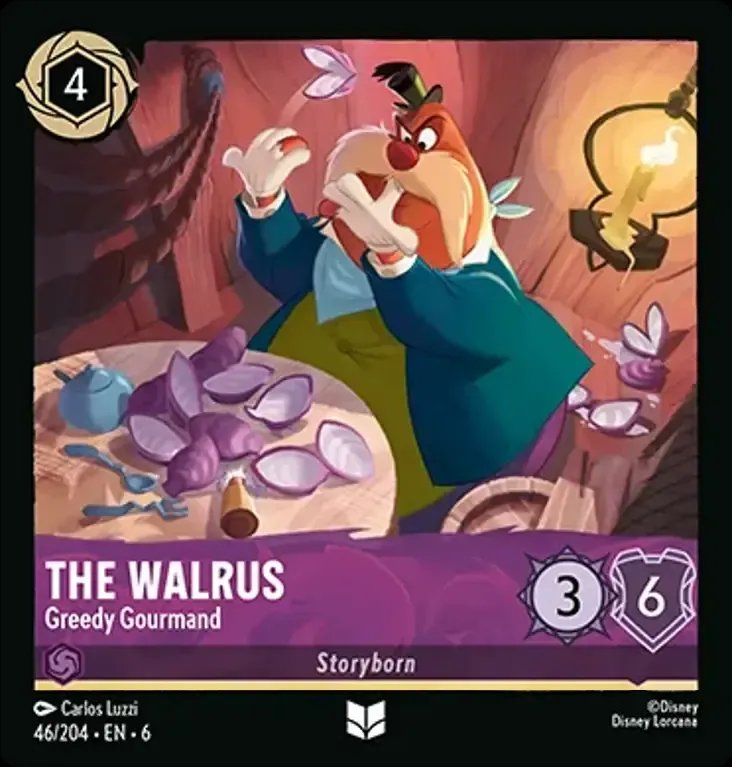 4
THE WALRUS
Greedy Gourmand
3
6
Storyborn
Carlos Luzzi
46/204 • EN • 6
©Disney
Disney Lorcana